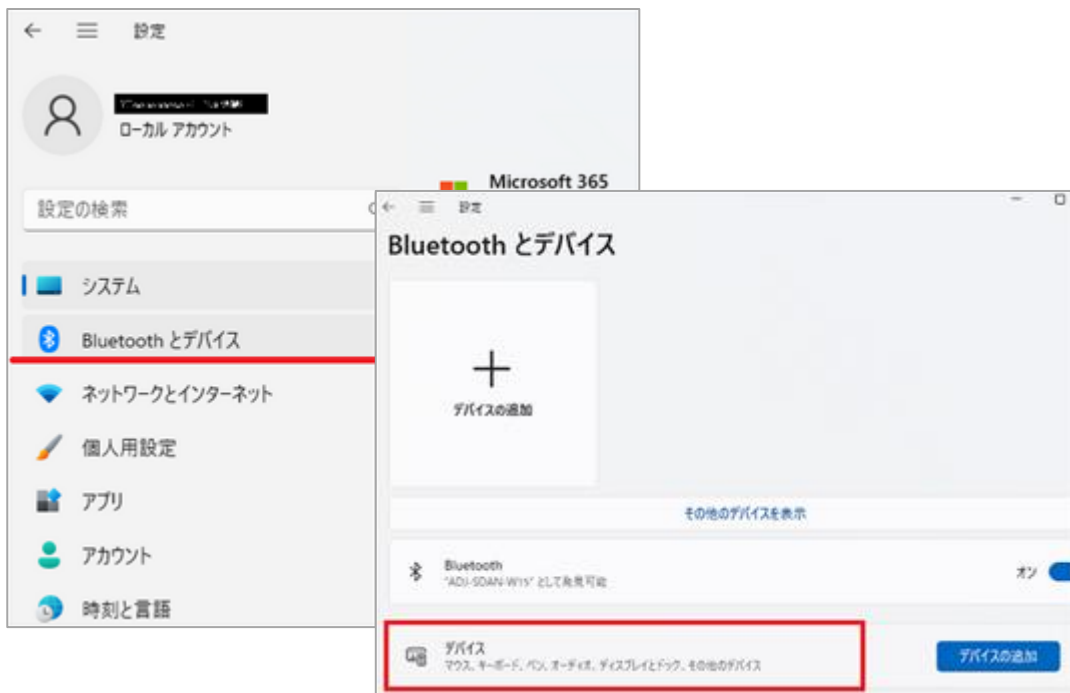 設定
ローカル アカウント
Microsoft 365
設定の検索
システム
Bluetooth とデバイス
ネットワークとインターネット
個人用設定
アプリ
アカウント
時刻と言語
設定
Bluetooth とデバイス
デバイスの追加
その他のデバイスを表示
Bluetooth
として発見可能
オン
デバイス
マウス、キーボード、ペン、オーディオ、ディスプレイとドック、その他のデバイス
デバイスの追加